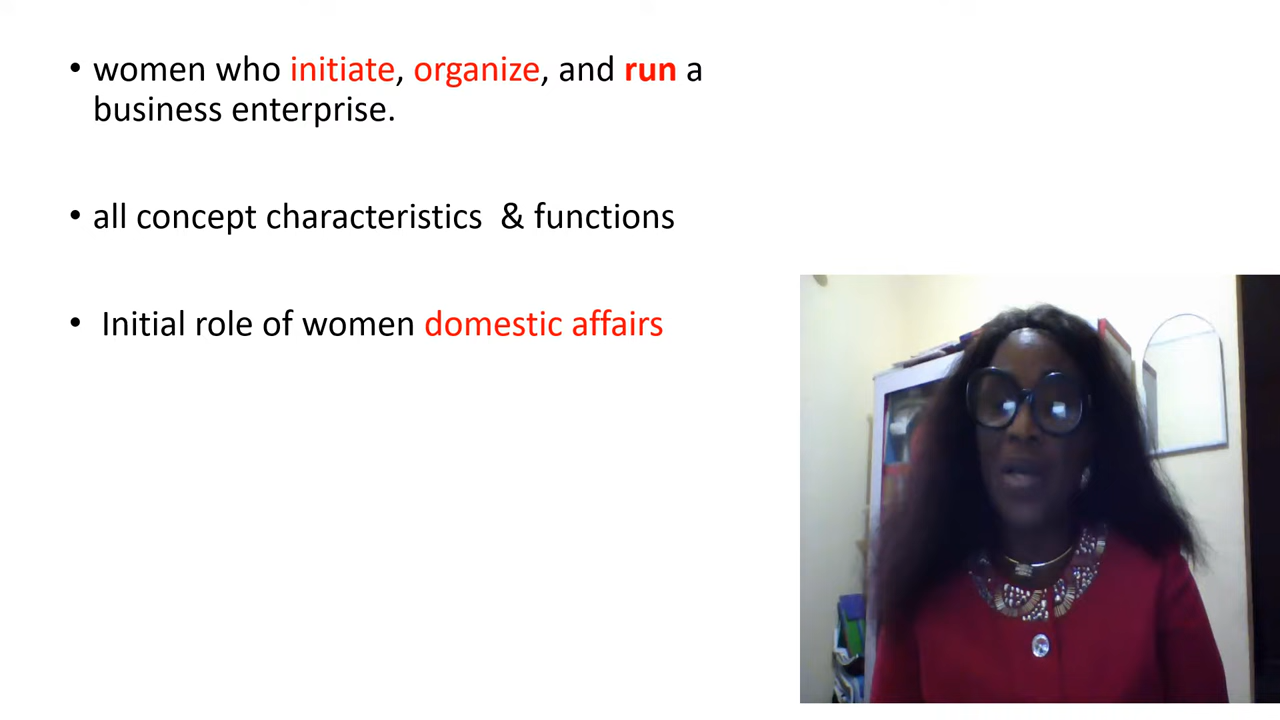 • women who initiate, organize, and run a
business enterprise.
• all concept characteristics & functions
• Initial role of women domestic affairs